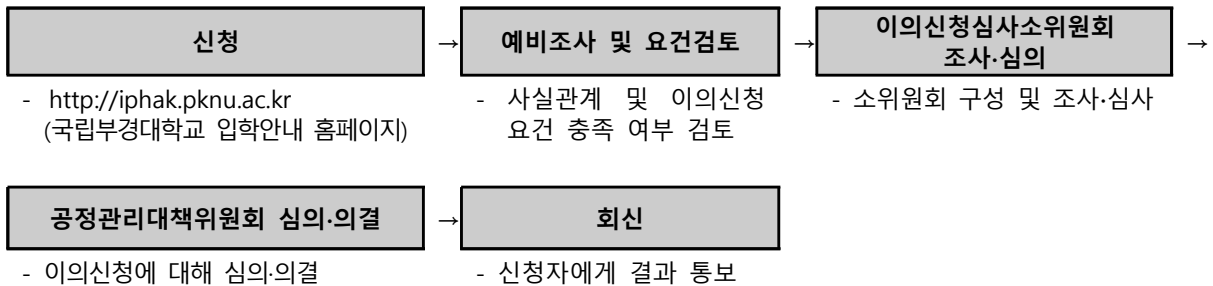 신청 → 예비조사 및 요건검토 → 이의신청심사소위원회 조사·심의 →
- http://iphak.pknu.ac.kr
(국립부경대학교 입학안내 홈페이지)
- 사실관계 및 이의신청
요건 충족 여부 검토
- 소위원회 구성 및 조사·심사
공정관리대책위원회 심의·의결 → 회신
- 이의신청에 대해 심의·의결
- 신청자에게 결과 통보